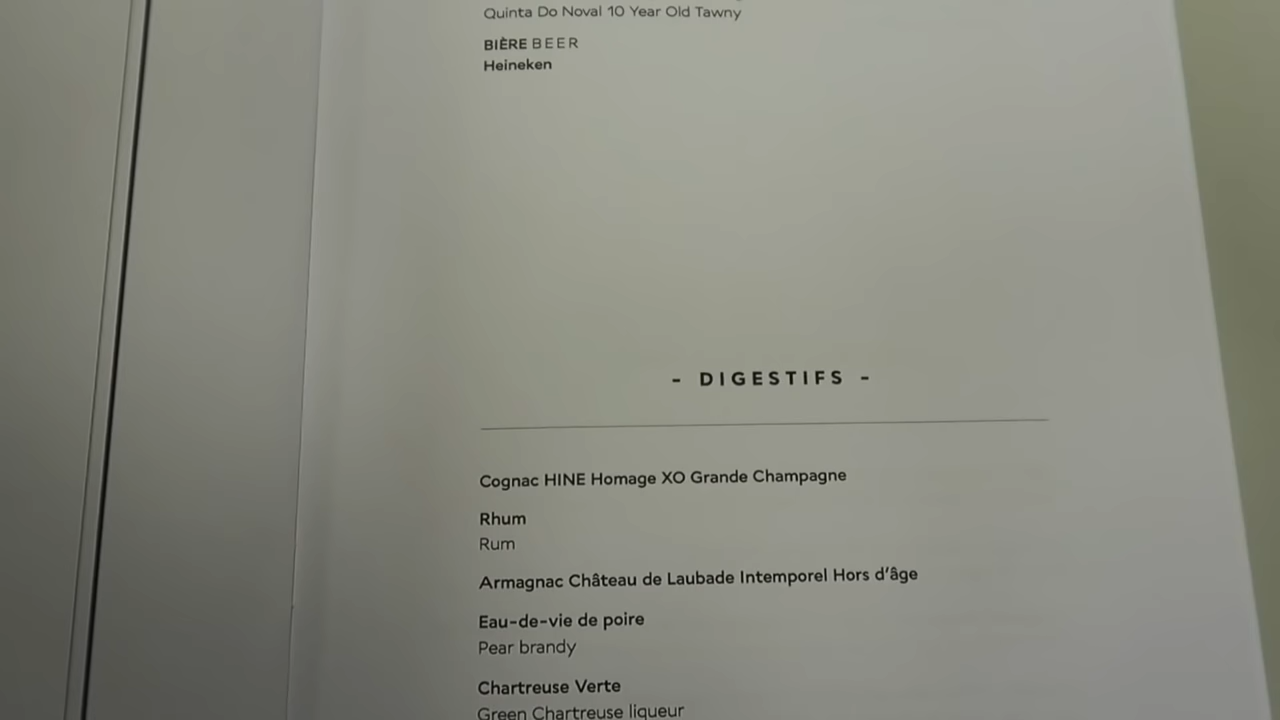 Quinta Do Noval 10 Year Old Tawny
BIÈRE BEER
Heineken
- DIGESTIFS -
Cognac HINE Homage XO Grande Champagne
Rhum
Rum
Armagnac Château de Laubade Intemporel Hors d'âge
Eau-de-vie de poire
Pear brandy
Chartreuse Verte
Green Chartreuse liqueur